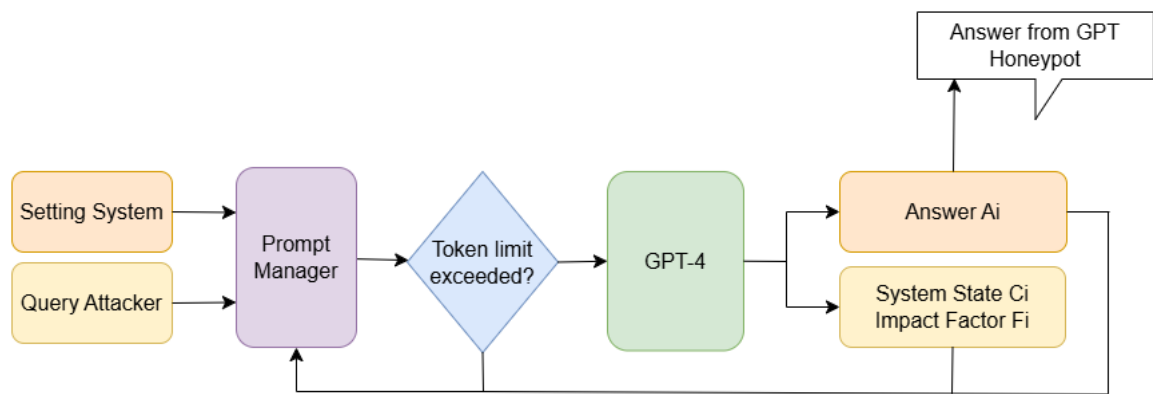 Answer from GPT
Honeypot
Setting System
Query Attacker
Prompt
Manager
Token limit
exceeded?
GPT-4
Answer Ai
System State Ci
Impact Factor Fi